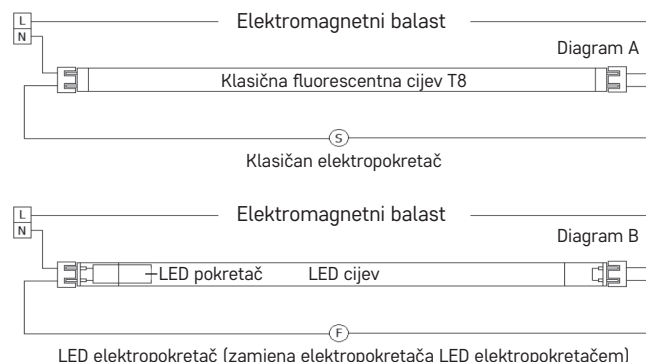 L
Elektromagnetni balast
N
Diagram A
Klasična fluorescentna cijev T8
S
Klasičan elektropokretač
L
Elektromagnetni balast
N
Diagram B
LED pokretač
LED cijev
F
LED elektropokretač (zamjena elektropokretača LED elektropokretačem)